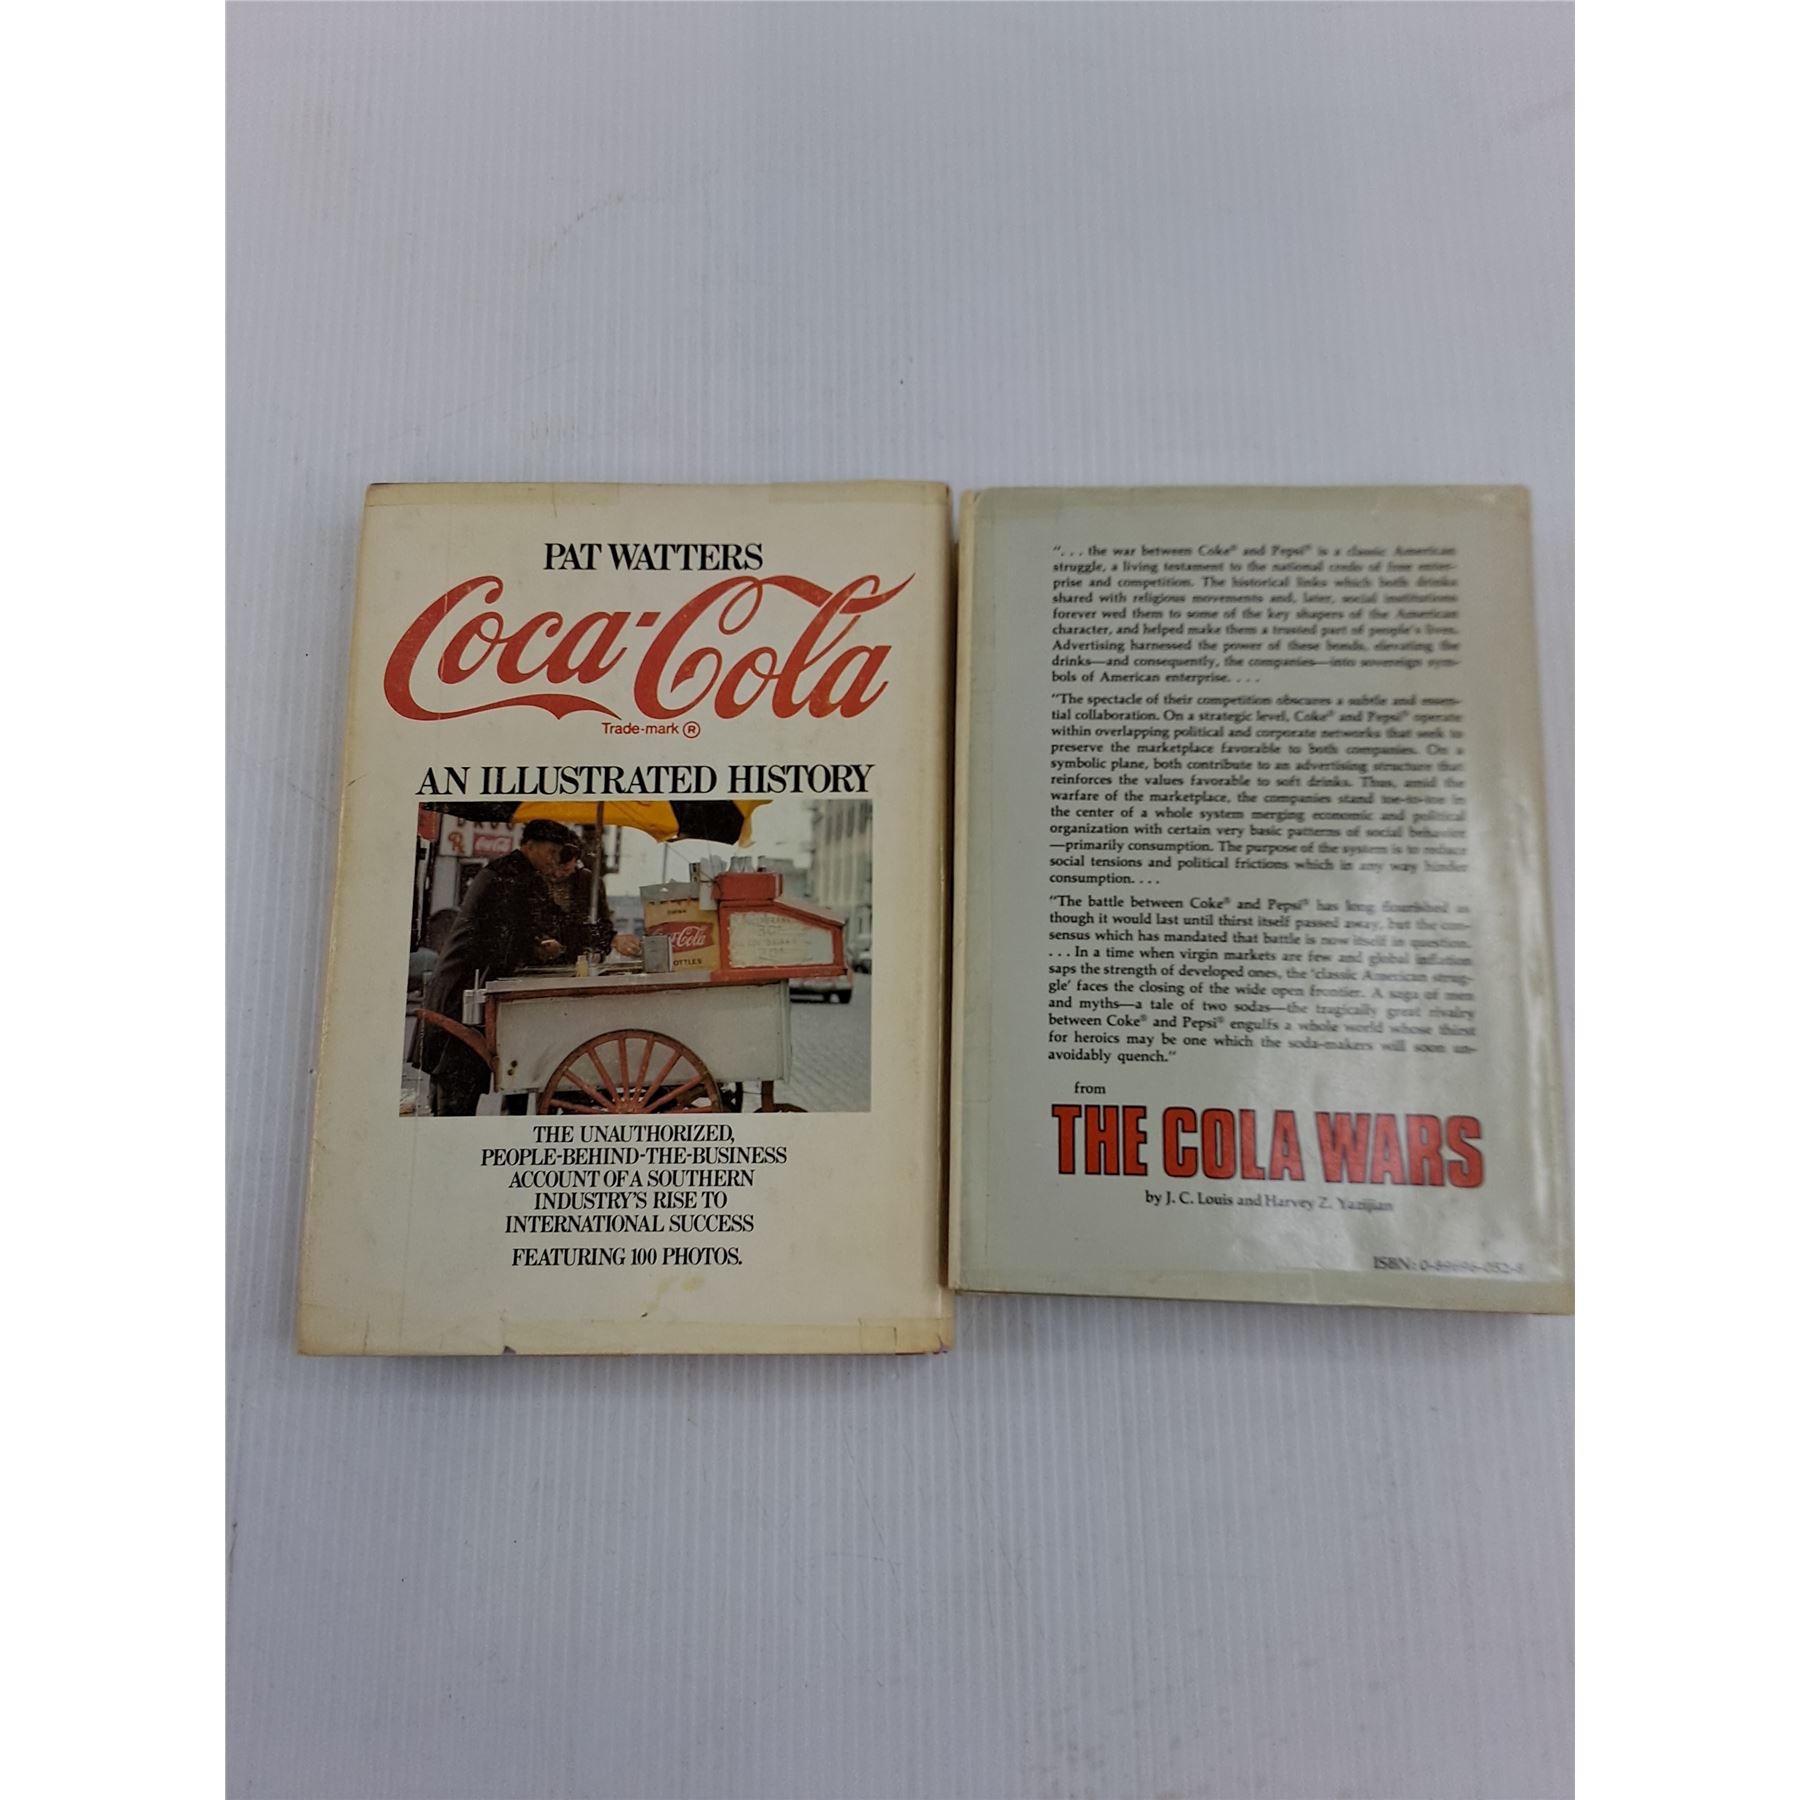 PAT WATTERS
Coca-Cola
Trade-mark ®
AN ILLUSTRATED HISTORY
DRUG
Coca-Cola
DRINK
Coca-Cola
BOTTLES
THE UNAUTHORIZED,
PEOPLE-BEHIND-THE-BUSINESS
ACCOUNT OF A SOUTHERN
INDUSTRY'S RISE TO
INTERNATIONAL SUCCESS
FEATURING 100 PHOTOS.
". . . the war between Coke® and Pepsi® is a classic American
struggle, a living testament to the national credo of free enter-
prise and competition. The historical links which both drinks
shared with religious movements and, later, social institutions
forever wed them to some of the key shapers of the American
character, and helped make them a trusted part of people's lives.
Advertising harnessed the power of these bonds, elevating the
drinks—and consequently, the companies—into sovereign sym-
bols of American enterprise. . . .
"The spectacle of their competition obscures a subtle and essen-
tial collaboration. On a strategic level, Coke® and Pepsi® operate
within overlapping political and corporate networks that seek to
preserve the marketplace favorable to both companies. On a
symbolic plane, both contribute to an advertising structure that
reinforces the values favorable to soft drinks. Thus, amid the
warfare of the marketplace, the companies stand toe-to-toe in
the center of a whole system merging economic and political
organization with certain very basic patterns of social behavior
—primarily consumption. The purpose of the system is to reduce
social tensions and political frictions which in any way hinder
consumption. . . .
"The battle between Coke® and Pepsi® has long flourished as
though it would last until thirst itself passed away, but the con-
sensus which has mandated that battle is now itself in question.
. . . In a time when virgin markets are few and global inflation
saps the strength of developed ones, the 'classic American strug-
gle' faces the closing of the wide open frontier. A saga of men
and myths—a tale of two sodas—the tragically great rivalry
between Coke® and Pepsi® engulfs a whole world whose thirst
for heroics may be one which the soda-makers will soon un-
avoidably quench."
from
THE COLA WARS
by J. C. Louis and Harvey Z. Yazijian
ISBN: 0-89696-052-8